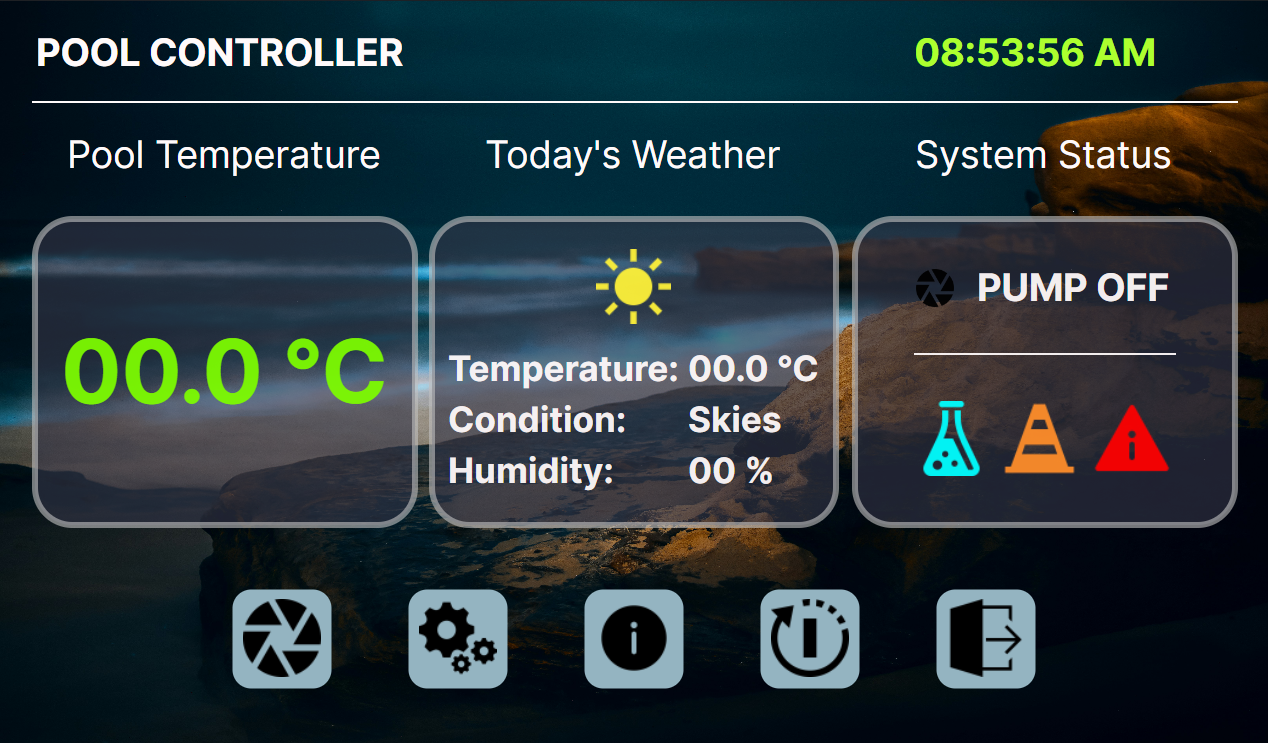 POOL CONTROLLER
08:53:56 AM
Pool Temperature
Today's Weather
System Status
00.0 °C
Temperature: 00.0 °C
Condition: Skies
Humidity: 00 %
PUMP OFF